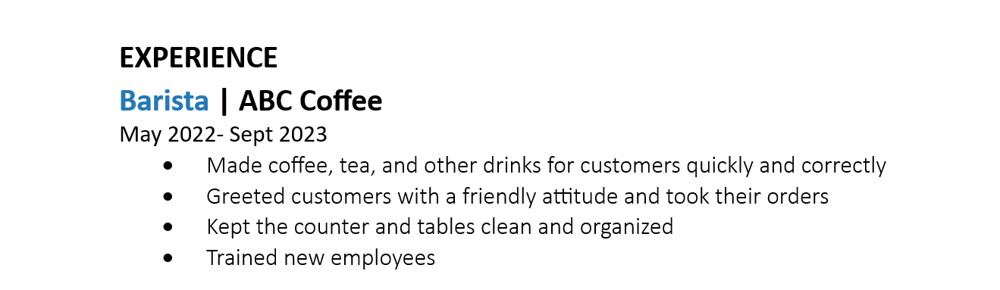 EXPERIENCE
Barista | ABC Coffee
May 2022- Sept 2023
• Made coffee, tea, and other drinks for customers quickly and correctly
• Greeted customers with a friendly attitude and took their orders
• Kept the counter and tables clean and organized
• Trained new employees